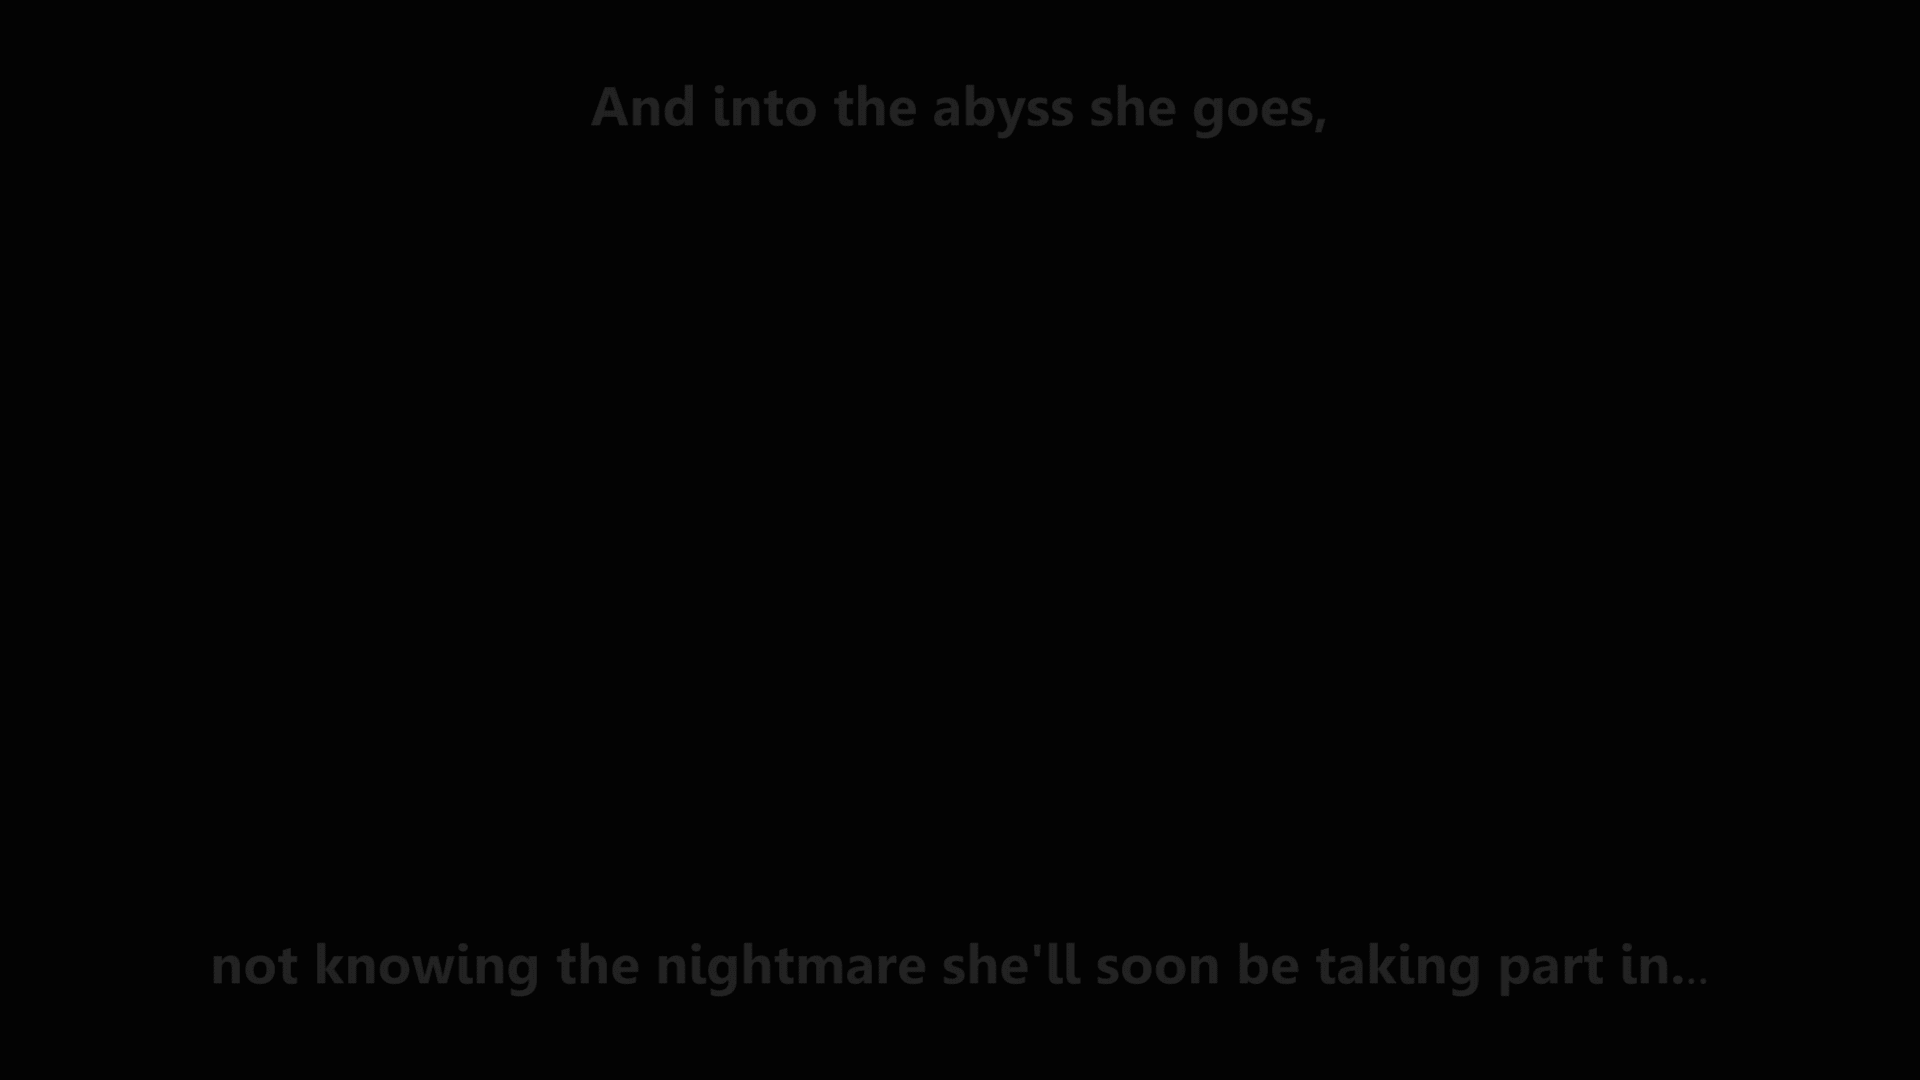 And into the abyss she goes,
not knowing the nightmare she'll soon be taking part in...